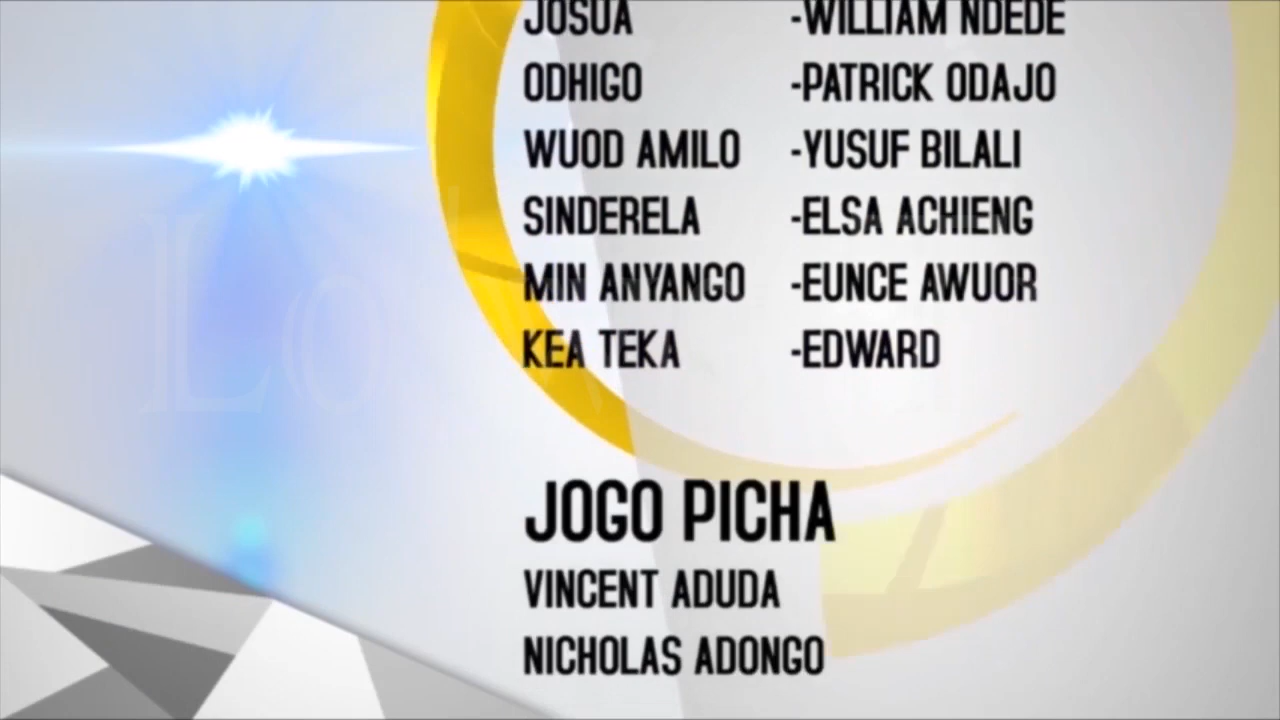 JOSUA -WILLIAM NDEDE
ODHIGO -PATRICK ODAJO
WUOD AMILO -YUSUF BILALI
SINDERELA -ELSA ACHIENG
MIN ANYANGO -EUNCE AWUOR
KEA TEKA -EDWARD
JOGO PICHA
VINCENT ADUDA
NICHOLAS ADONGO